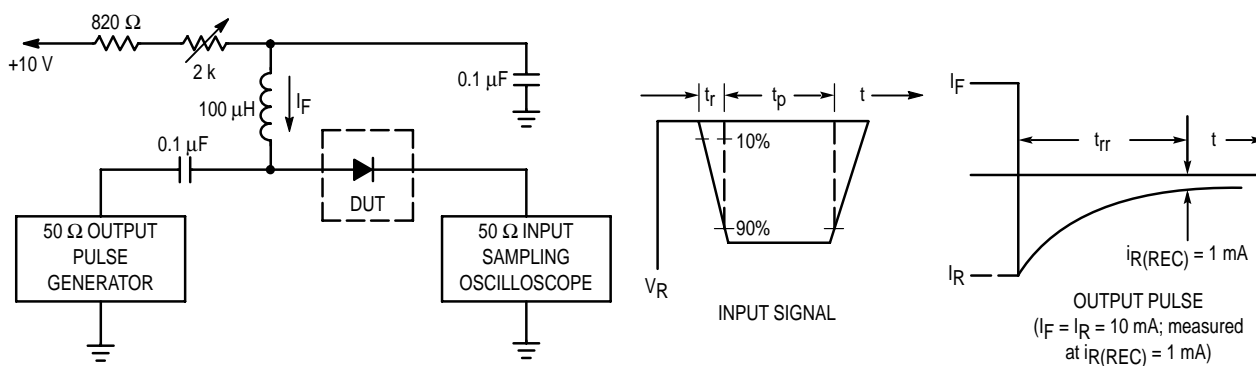 820 Ω
+10 V
2 k
100 μH
I_F
0.1 μF
0.1 μF
DUT
50 Ω OUTPUT
PULSE
GENERATOR
50 Ω INPUT
SAMPLING
OSCILLOSCOPE
t_r
t_p
t
10%
90%
V_R
INPUT SIGNAL
I_F
t_rr
t
I_R
i_R(REC) = 1 mA
OUTPUT PULSE
(I_F = I_R = 10 mA; measured
at i_R(REC) = 1 mA)